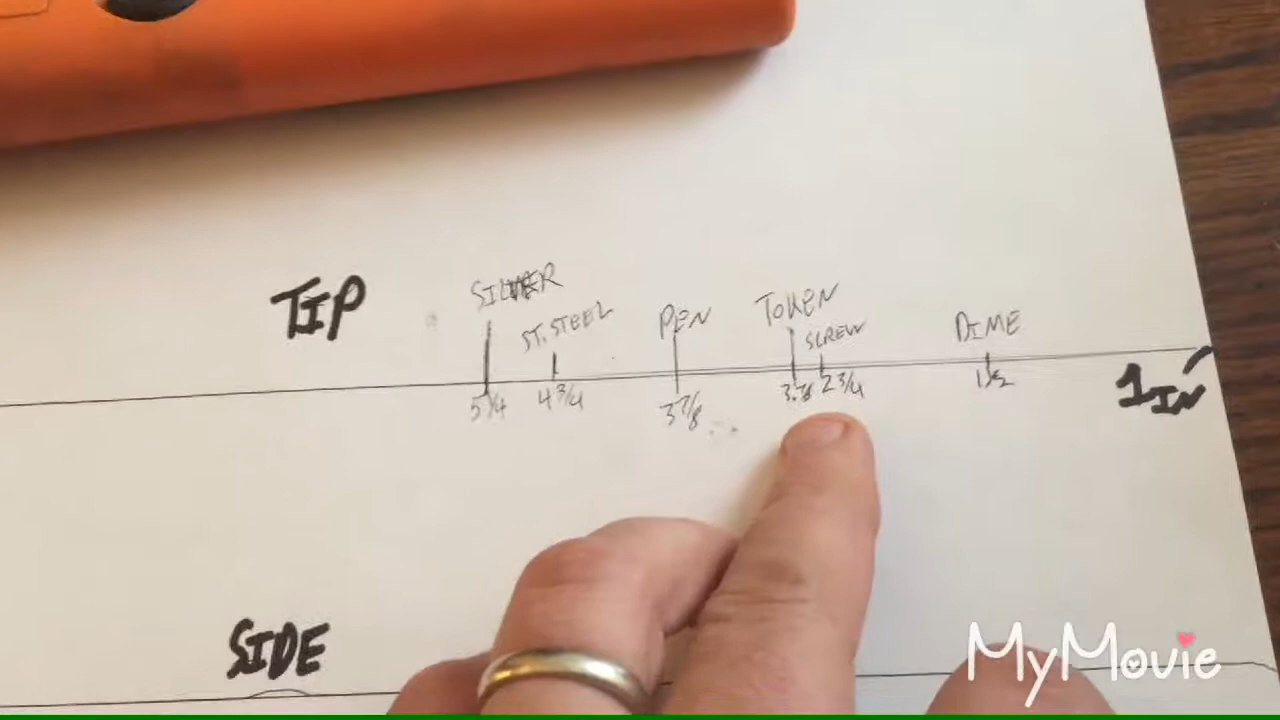 TIP
SILVER
ST. STEEL
PEN
TOKEN
SCREW
DIME
5 1/4
4 3/4
3 7/8
2 3/4
1 1/2
1 IN
SIDE
MyMovie